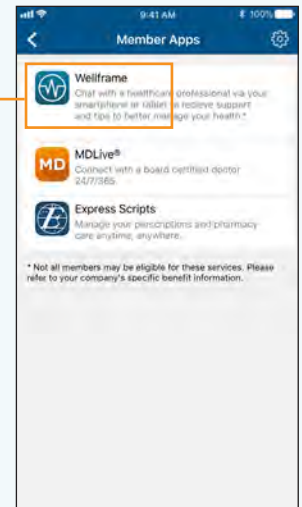 9:41 AM
100%
Member Apps
Wellframe
Chat with a healthcare professional via your
smartphone or tablet to recieve support
and tips to better manage your health.*
MD
MDLive®
Connect with a board certified doctor
24/7/365.
Express Scripts
Manage your perscriptions and pharmacy
care anytime, anywhere.
* Not all members may be eligible for these services. Please
refer to your company's specific benefit information.